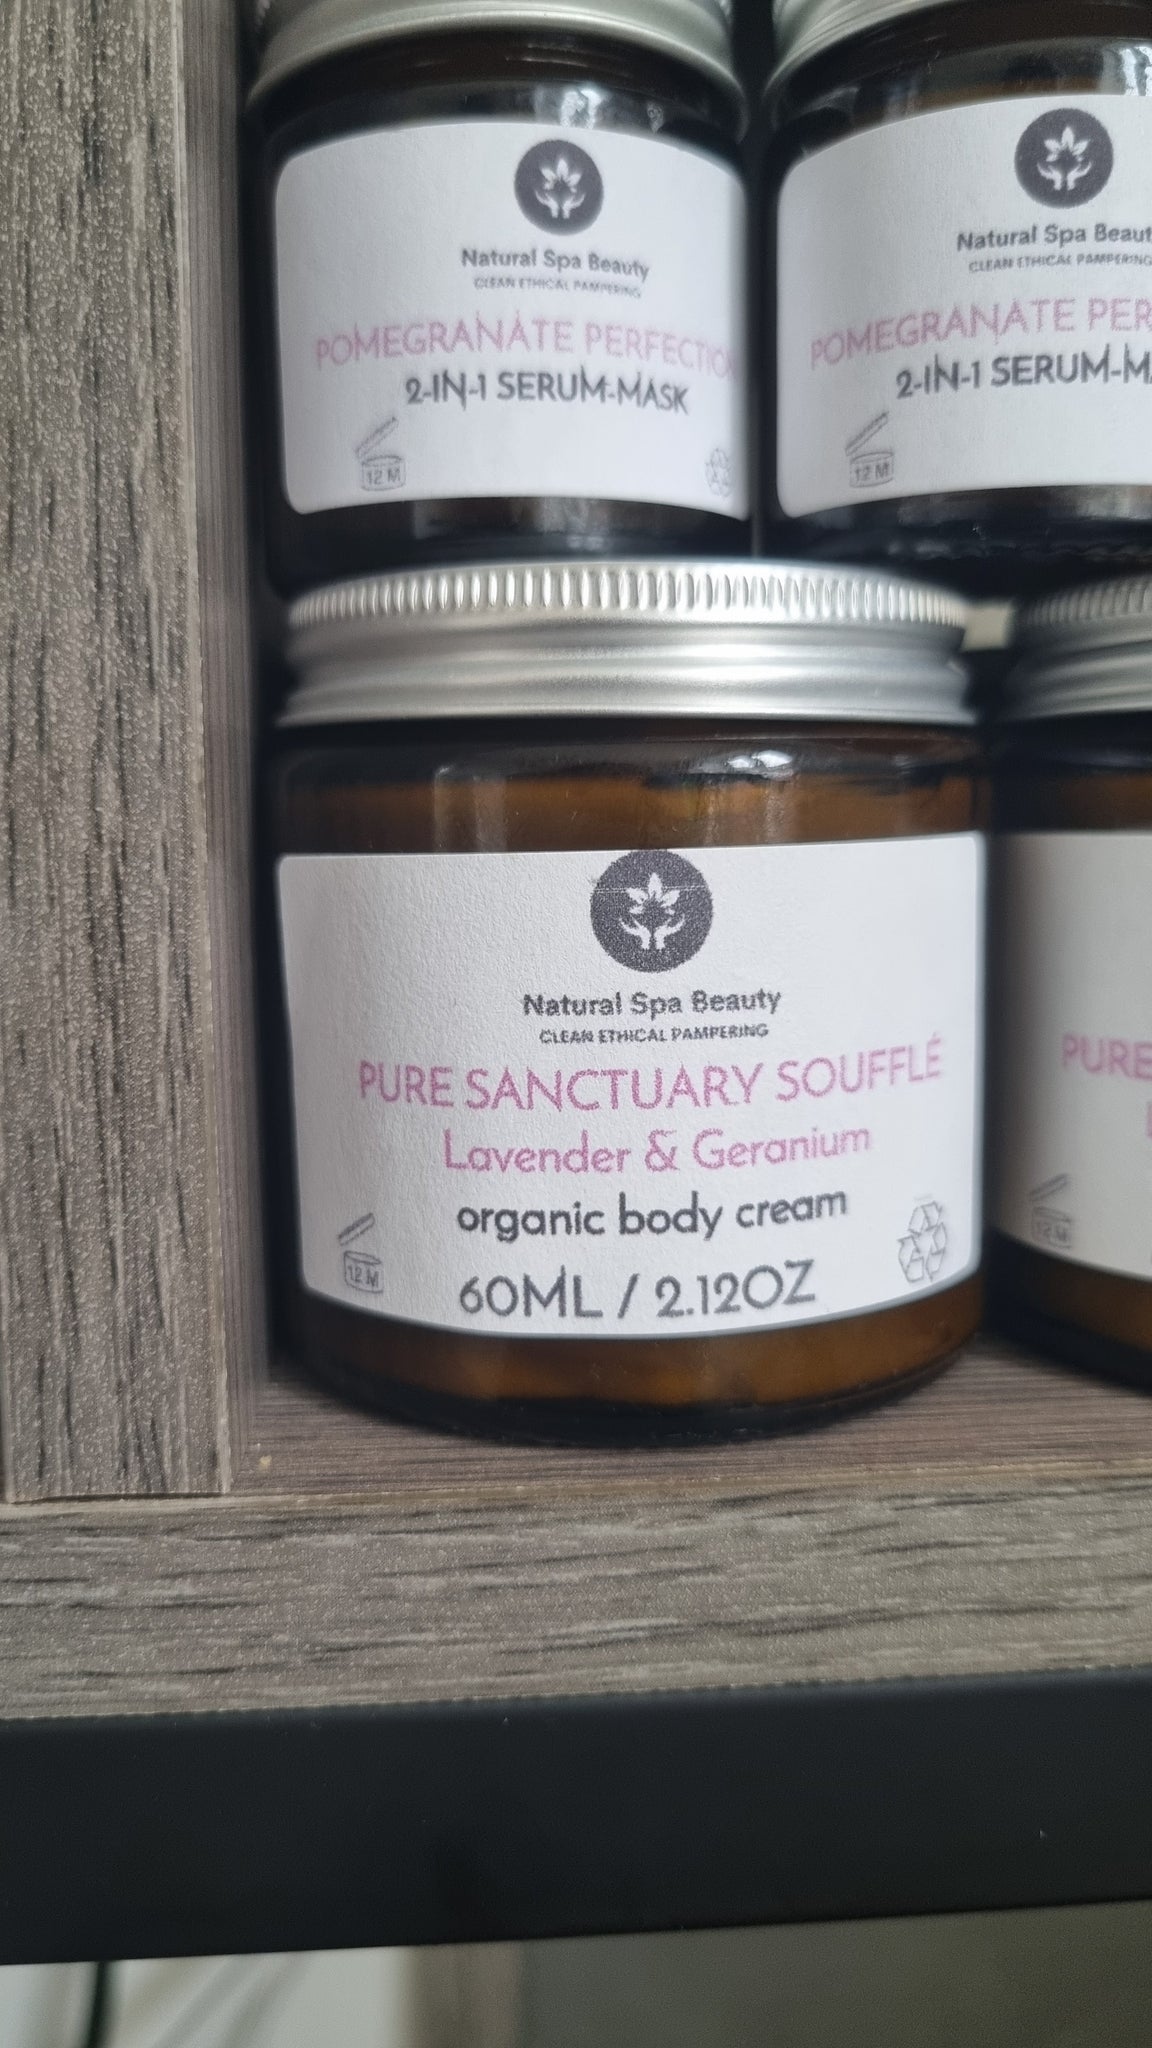 Natural Spa Beauty
CLEAN ETHICAL PAMPERING
POMEGRANATE PERFECTIO
2-IN-1 SERUM-MASK
12 M
Natural Spa Beaut
CLEAN ETHICAL PAMPERING
POMEGRANATE PER
2-IN-1 SERUM-MA
12 M
Natural Spa Beauty
CLEAN ETHICAL PAMPERING
PURE SANCTUARY SOUFFLÉ
Lavender & Geranium
organic body cream
12 M
60ML / 2.12OZ
PURE
L
12 M